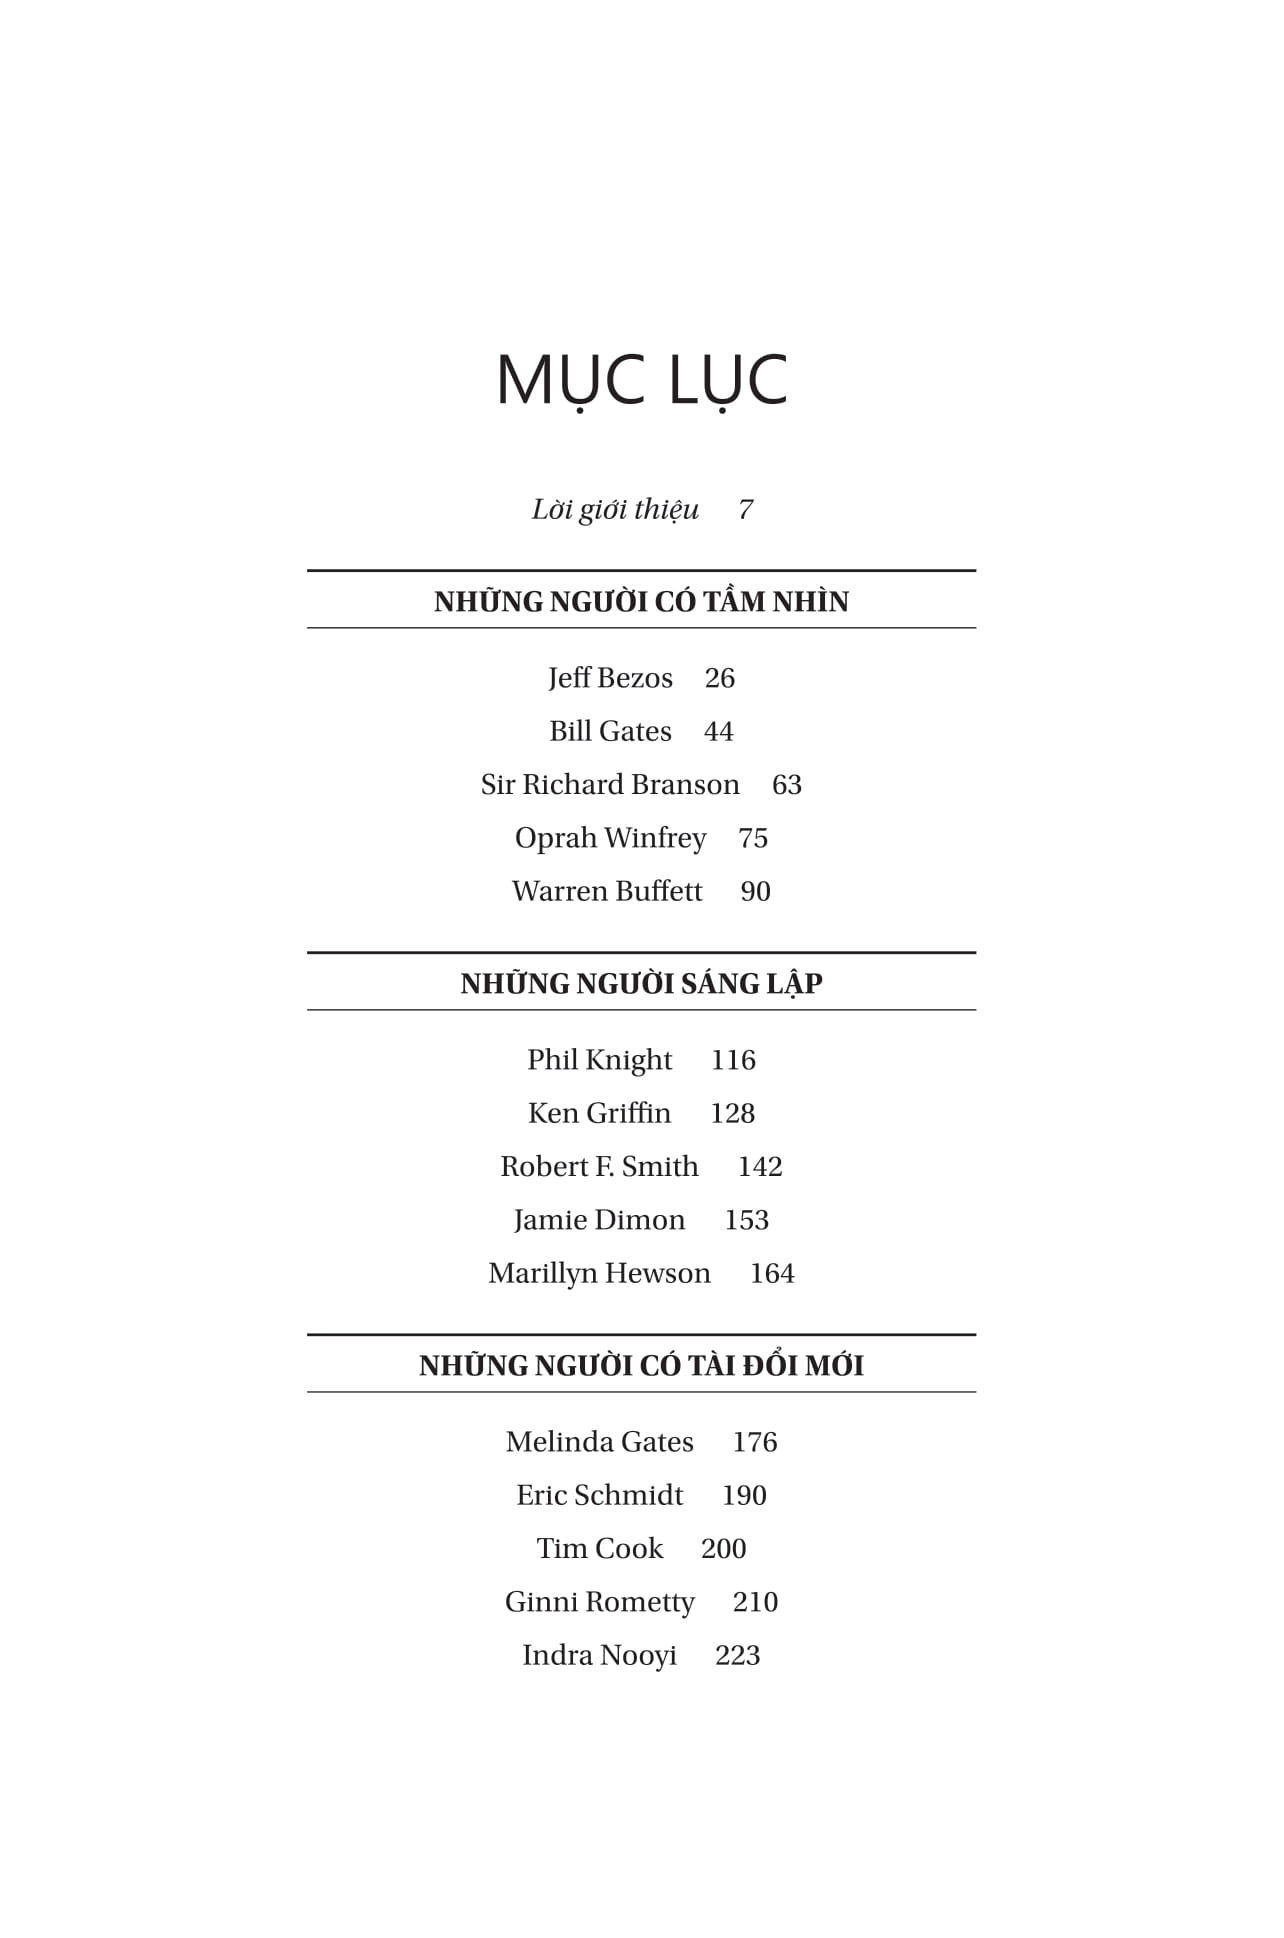 MỤC LỤC
Lời giới thiệu 7
NHỮNG NGƯỜI CÓ TẦM NHÌN
Jeff Bezos 26
Bill Gates 44
Sir Richard Branson 63
Oprah Winfrey 75
Warren Buffett 90
NHỮNG NGƯỜI SÁNG LẬP
Phil Knight 116
Ken Griffin 128
Robert F. Smith 142
Jamie Dimon 153
Marillyn Hewson 164
NHỮNG NGƯỜI CÓ TÀI ĐỔI MỚI
Melinda Gates 176
Eric Schmidt 190
Tim Cook 200
Ginni Rometty 210
Indra Nooyi 223